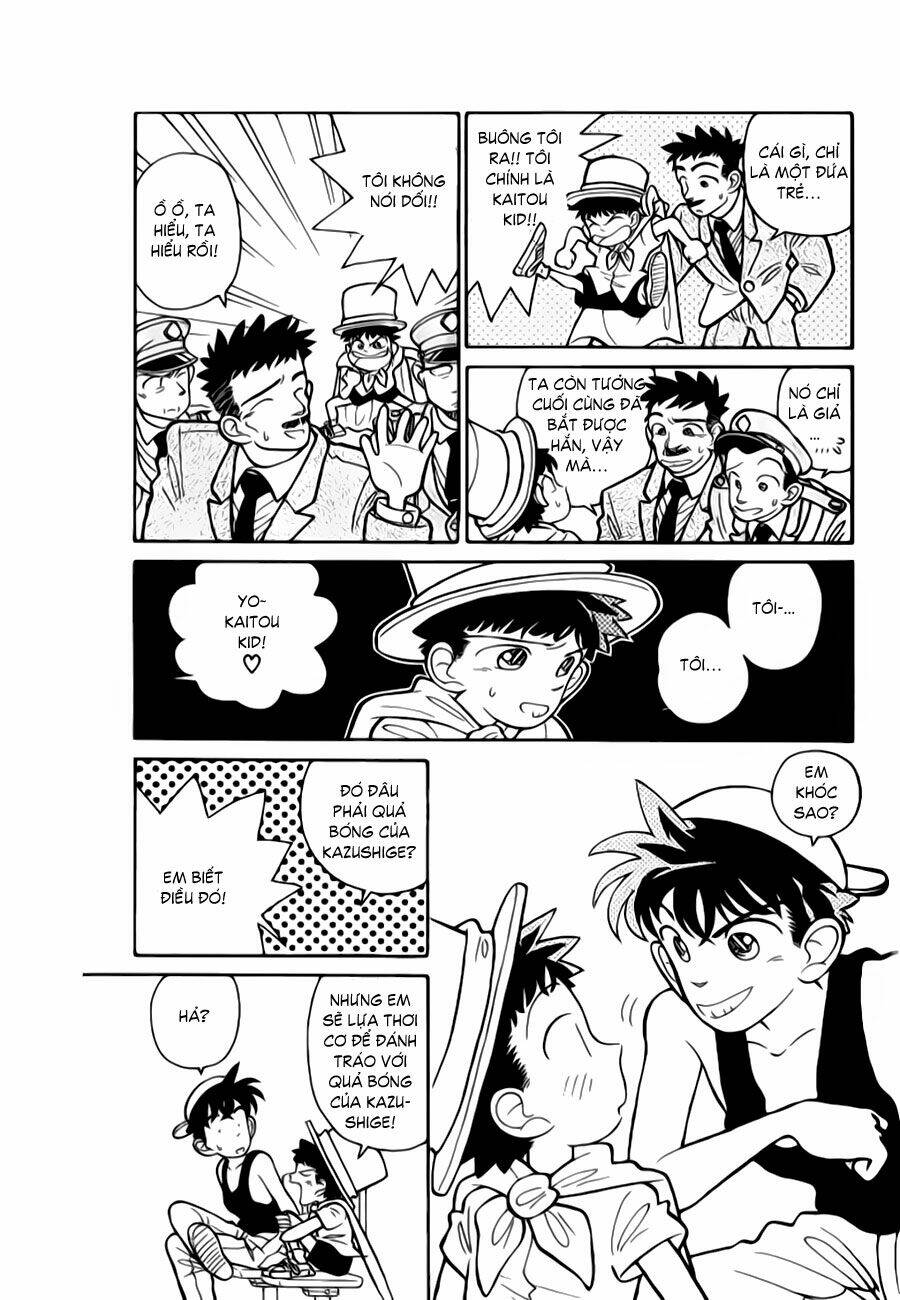 CÁI GÌ, CHỈ
LÀ MỘT ĐỨA
TRẺ...
BUÔNG TÔI
RA!! TÔI
CHÍNH LÀ
KAITOU
KID!!
NÓ CHỈ
LÀ GIẢ
...
TA CÒN TƯỞNG
CUỐI CÙNG ĐÃ
BẮT ĐƯỢC
HẮN, VẬY
MÀ...
TÔI KHÔNG
NÓI DỐI!!
Ồ Ồ, TA
HIỂU, TA
HIỂU RỒI!
TÔI-...
TÔI...
YO-
KAITOU
KID!
♡
EM
KHÓC
SAO?
ĐÓ ĐÂU
PHẢI QUẢ
BÓNG CỦA
KAZUSHIGE?
EM BIẾT
ĐIỀU ĐÓ!
NHƯNG EM
SẼ LỰA THỜI
CƠ ĐỂ ĐÁNH
TRÁO VỚI
QUẢ BÓNG
CỦA KAZU-
SHIGE!
HẢ?